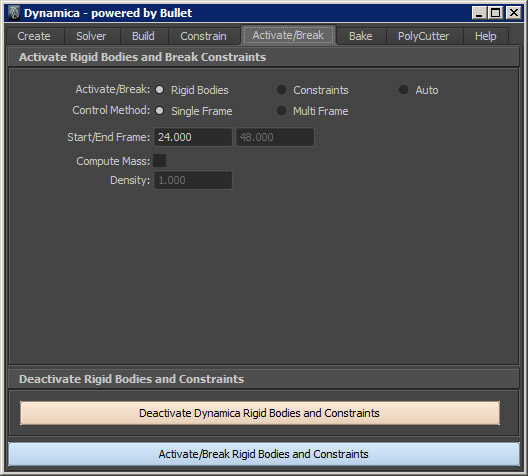 Dynamica - powered by Bullet
Create Solver Build Constrain Activate/Break Bake PolyCutter Help
Activate Rigid Bodies and Break Constraints
Activate/Break: Rigid Bodies Constraints Auto
Control Method: Single Frame Multi Frame
Start/End Frame: 24.000 48.000
Compute Mass:
Density: 1.000
Deactivate Rigid Bodies and Constraints
Deactivate Dynamica Rigid Bodies and Constraints
Activate/Break Rigid Bodies and Constraints